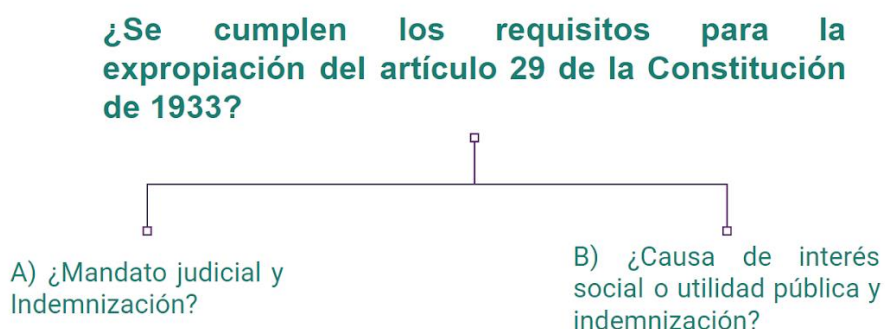 ¿Se cumplen los requisitos para la
expropiación del artículo 29 de la Constitución
de 1933?
A) ¿Mandato judicial y
Indemnización?
B) ¿Causa de interés
social o utilidad pública y
indemnización?